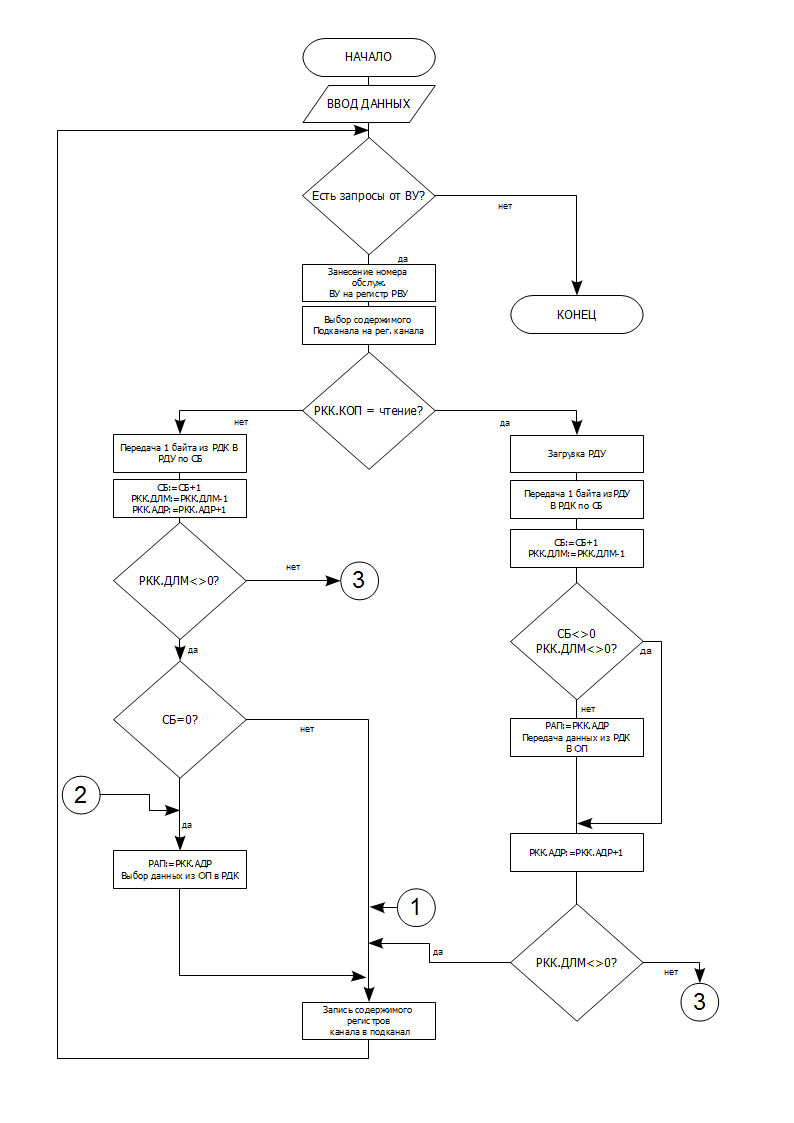 НАЧАЛО
ВВОД ДАННЫХ
Есть запросы от ВУ?
нет
да
Занесение номера
обслуж.
ВУ на регистр РВУ
КОНЕЦ
Выбор содержимого
Подканала на рег. канала
РКК.КОП = чтение?
нет
да
Передача 1 байта из РДК В
РДУ по СБ
СБ:=СБ+1
РКК.ДЛМ:=РКК.ДЛМ-1
РКК.АДР:=РКК.АДР+1
РКК.ДЛМ<>0?
нет
3
да
СБ=0?
нет
2
да
РАП:=РКК.АДР
Выбор данных из ОП в РДК
1
Загрузка РДУ
Передача 1 байта из РДУ
В РДК по СБ
СБ:=СБ+1
РКК.ДЛМ:=РКК.ДЛМ-1
СБ<>0
РКК.ДЛМ<>0?
да
нет
РАП:=РКК.АДР
Передача данных из РДК
В ОП
РКК.АДР:=РКК.АДР+1
РКК.ДЛМ<>0?
да
нет
3
Запись содержимого
регистров
канала в подканал